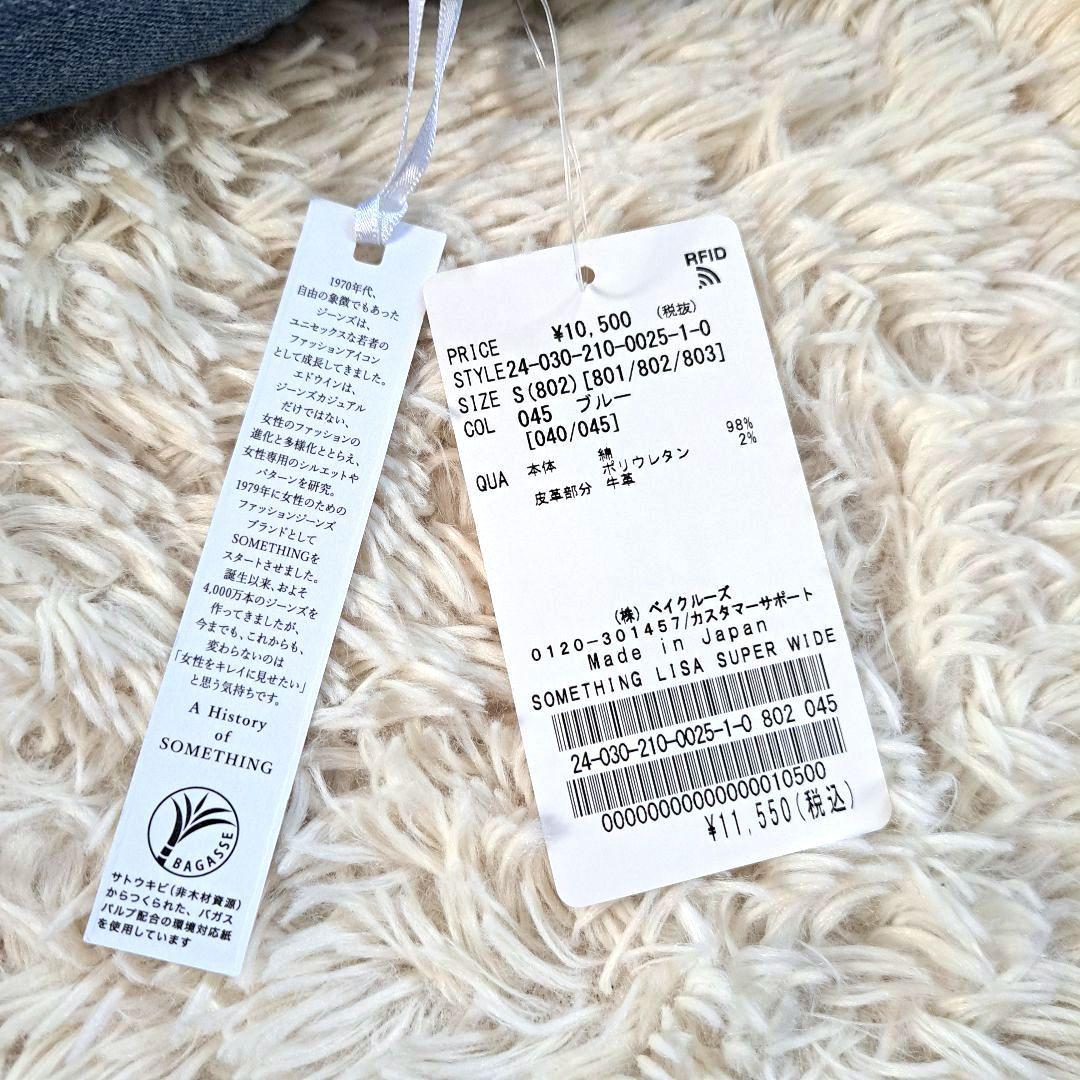 1970年代、
自由の象徴でもあった
ジーンズは、
ユニセックスな若者の
ファッションアイコン
として成長してきました。
エドウインは、
ジーンズカジュアル
だけではない、
女性のファッションの
進化と多様化ととらえ、
女性専用のシルエットや
パターンを研究。
1979年に女性のための
ファッションジーンズ
ブランドとして
SOMETHINGを
スタートさせました。
誕生以来、およそ
4,000万本のジーンズを
作ってきましたが、
今までも、これからも、
変わらないのは
「女性をキレイに見せたい」
と思う気持ちです。
A History
of
SOMETHING
BAGASSE
サトウキビ(非木材資源)
からつくられた、バガス
パルプ配合の環境対応紙
を使用しています
RFID
PRICE ¥10,500 (税抜)
STYLE 24-030-210-0025-1-0
SIZE S(802)[801/802/803]
COL 045 ブルー
[040/045]
QUA 本体 綿 98%
ポリウレタン 2%
皮革部分 牛革
(株) ベイクルーズ
0120-301457/カスタマーサポート
Made in Japan
SOMETHING LISA SUPER WIDE
24-030-210-0025-1-0 802 045
0000000000000010500
¥11,550(税込)